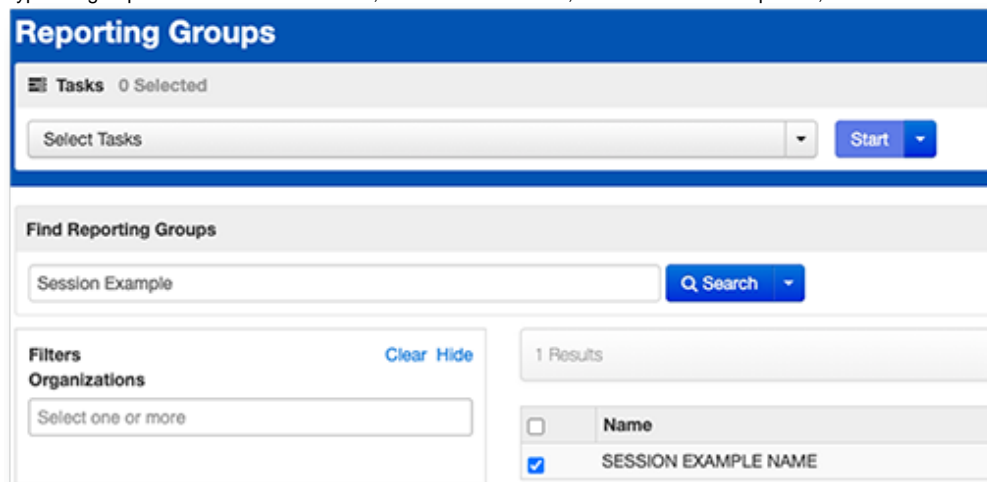 Reporting Groups
Tasks 0 Selected
Select Tasks
Start
Find Reporting Groups
Session Example
Search
Filters
Clear Hide
Organizations
Select one or more
1 Results
Name
SESSION EXAMPLE NAME